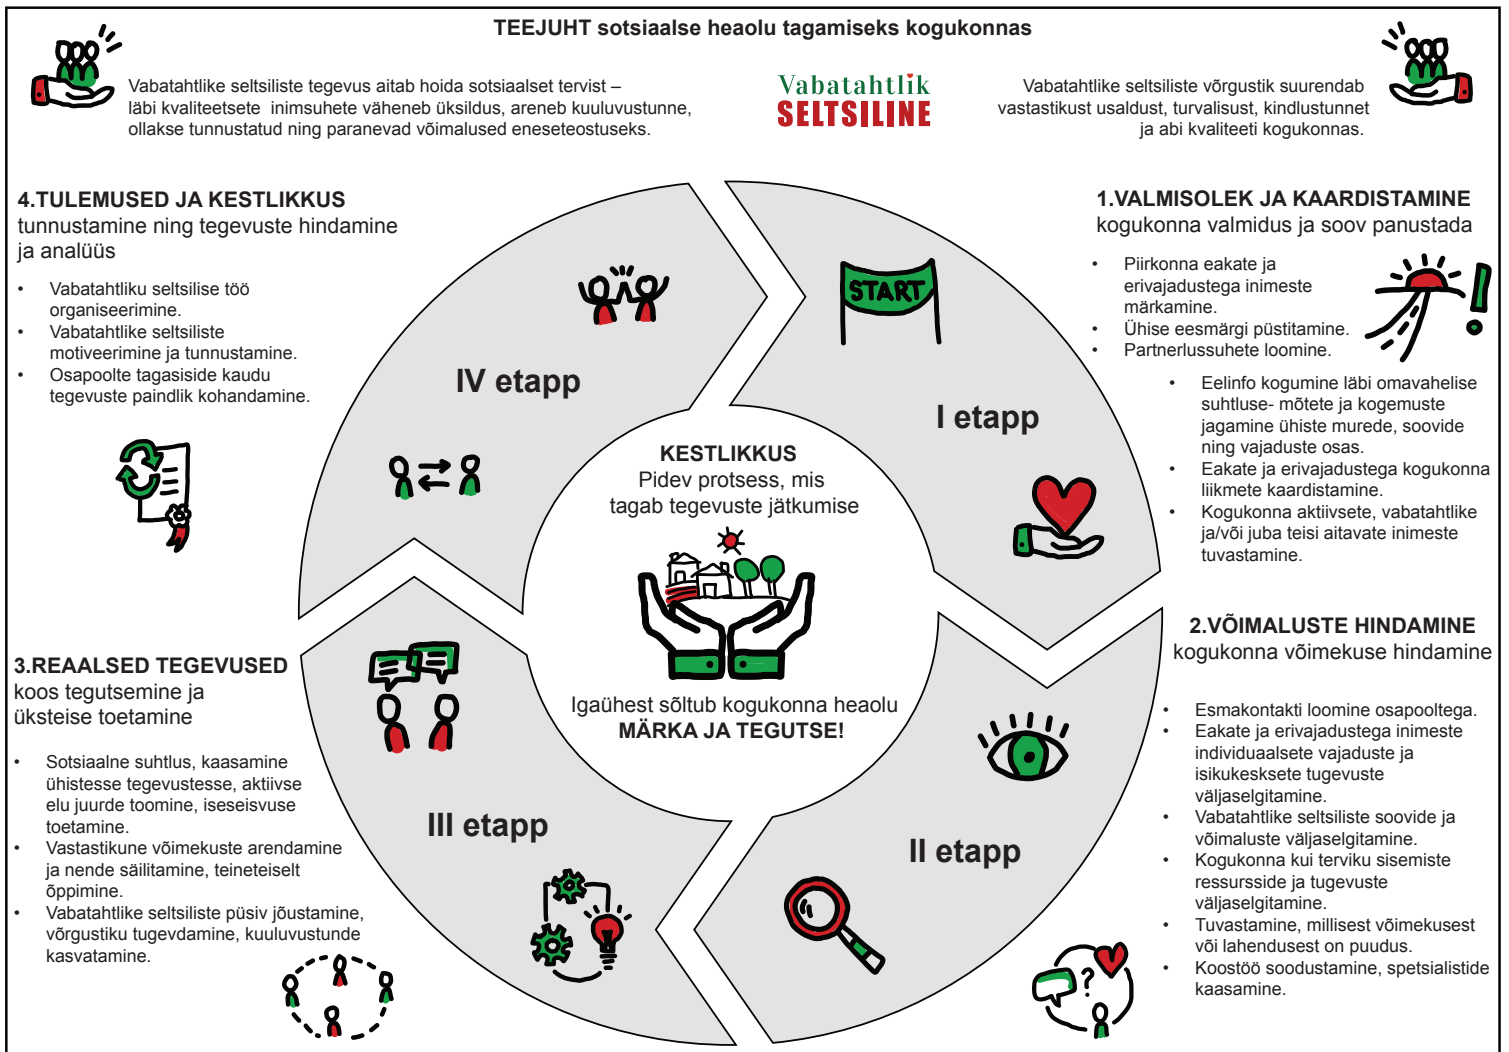 TEEJUHT sotsiaalse heaolu tagamiseks kogukonnas
Vabatahtlike seltsiliste tegevus aitab hoida sotsiaalset tervist –
läbi kvaliteetsete inimsuhete väheneb üksildus, areneb kuuluvustunne,
ollakse tunnustatud ning paranevad võimalused eneseteostuseks.
Vabatahtlik
SELTSILINE
Vabatahtlike seltsiliste võrgustik suurendab
vastastikust usaldust, turvalisust, kindlustunnet
ja abi kvaliteeti kogukonnas.
1.VALMISOLEK JA KAARDISTAMINE
kogukonna valmidus ja soov panustada
• Piirkonna eakate ja
erivajadustega inimeste
märkamine.
• Ühise eesmärgi püstitamine.
• Partnerlussuhete loomine.
• Eelinfo kogumine läbi omavahelise
suhtluse- mõtete ja kogemuste
jagamine ühiste murede, soovide
ning vajaduste osas.
• Eakate ja erivajadustega kogukonna
liikmete kaardistamine.
• Kogukonna aktiivsete, vabatahtlike
ja/või juba teisi aitavate inimeste
tuvastamine.
START
I etapp
2.VÕIMALUSTE HINDAMINE
kogukonna võimekuse hindamine
• Esmakontakti loomine osapooltega.
• Eakate ja erivajadustega inimeste
individuaalsete vajaduste ja
isikukesksete tugevuste
väljaselgitamine.
• Vabatahtlike seltsiliste soovide ja
võimaluste väljaselgitamine.
• Kogukonna kui terviku sisemiste
ressursside ja tugevuste
väljaselgitamine.
• Tuvastamine, millisest võimekusest
või lahendusest on puudus.
• Koostöö soodustamine, spetsialistide
kaasamine.
?
II etapp
3.REAALSED TEGEVUSED
koos tegutsemine ja
üksteise toetamine
• Sotsiaalne suhtlus, kaasamine
ühistesse tegevustesse, aktiivse
elu juurde toomine, iseseisvuse
toetamine.
• Vastastikune võimekuste arendamine
ja nende säilitamine, teineteiselt
õppimine.
• Vabatahtlike seltsiliste püsiv jõustamine,
võrgustiku tugevdamine, kuuluvustunde
kasvatamine.
III etapp
4.TULEMUSED JA KESTLIKKUS
tunnustamine ning tegevuste hindamine
ja analüüs
• Vabatahtliku seltsilise töö
organiseerimine.
• Vabatahtlike seltsiliste
motiveerimine ja tunnustamine.
• Osapoolte tagasiside kaudu
tegevuste paindlik kohandamine.
IV etapp
KESTLIKKUS
Pidev protsess, mis
tagab tegevuste jätkumise
Igaühest sõltub kogukonna heaolu
MÄRKA JA TEGUTSE!